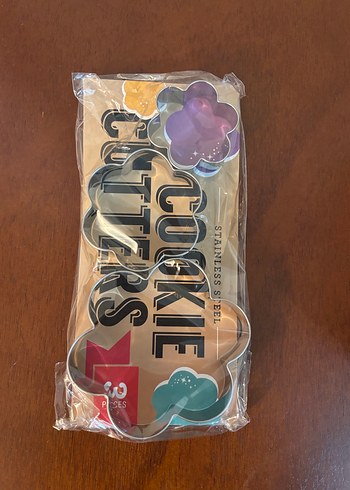 COOKIE
CUTTERS
STAINLESS STEEL
3
PIECES